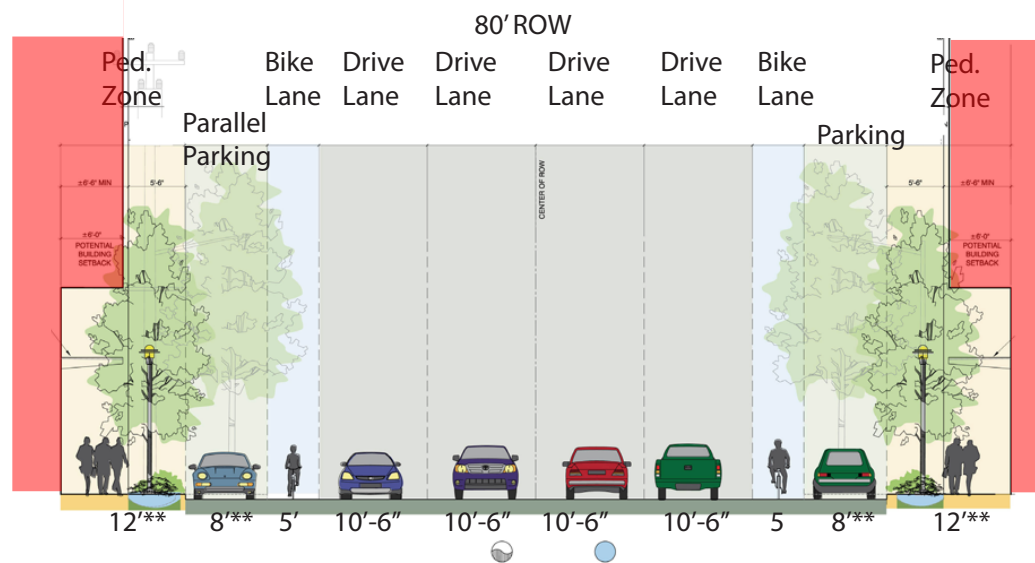 80’ ROW
Ped.
Zone
Bike
Lane
Drive
Lane
Drive
Lane
Drive
Lane
Drive
Lane
Bike
Lane
Ped.
Zone
Parallel
Parking
Parking
±6'-6" MIN
5'-6"
CENTER OF ROW
5'-6"
±6'-6" MIN
±6'-0"
POTENTIAL
BUILDING
SETBACK
±6'-0"
POTENTIAL
BUILDING
SETBACK
12’**
8’**
5’
10’-6”
10’-6”
10’-6”
10’-6”
5
8’**
12’**